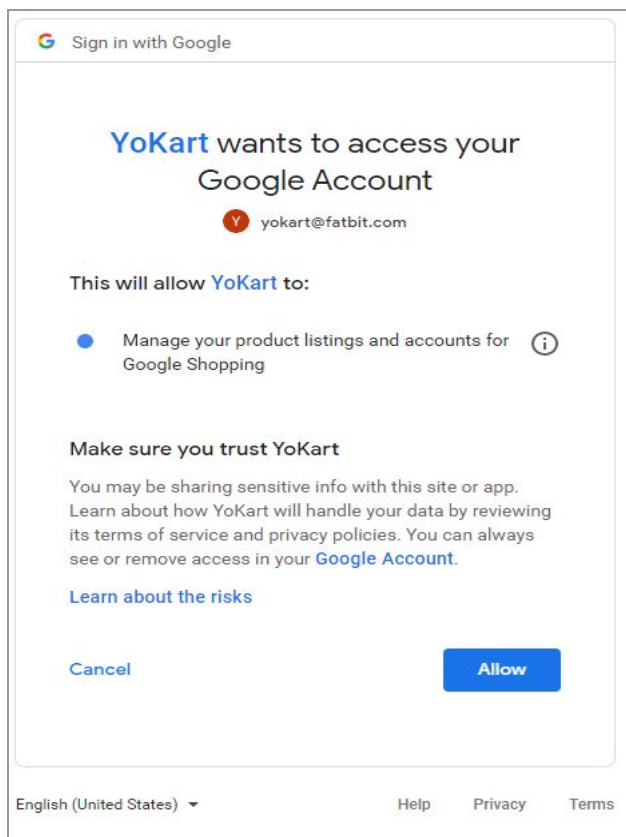 Sign in with Google
YoKart wants to access your
Google Account
Y yokart@fatbit.com
This will allow YoKart to:
Manage your product listings and accounts for
Google Shopping
Make sure you trust YoKart
You may be sharing sensitive info with this site or app.
Learn about how YoKart will handle your data by reviewing
its terms of service and privacy policies. You can always
see or remove access in your Google Account.
Learn about the risks
Cancel Allow
English (United States) Help Privacy Terms